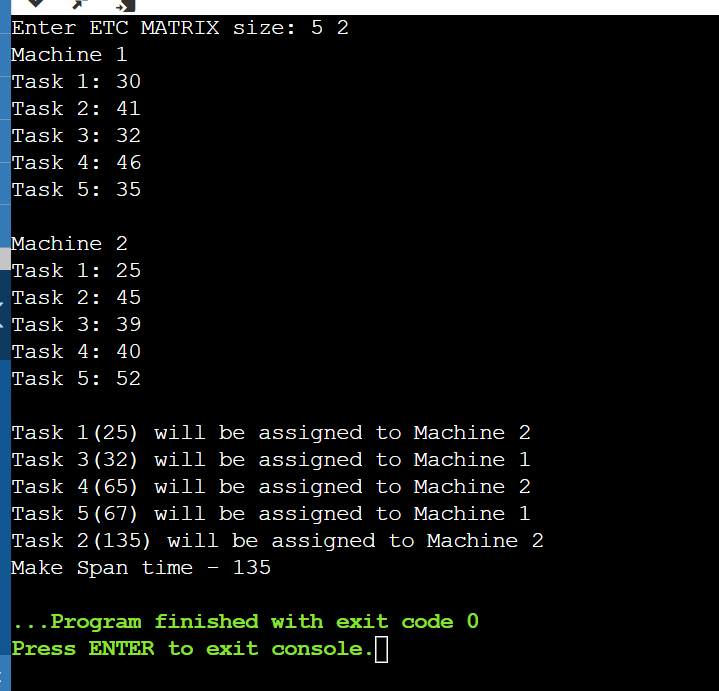 Enter ETC MATRIX size: 5 2
Machine 1
Task 1: 30
Task 2: 41
Task 3: 32
Task 4: 46
Task 5: 35
Machine 2
Task 1: 25
Task 2: 45
Task 3: 39
Task 4: 40
Task 5: 52
Task 1(25) will be assigned to Machine 2
Task 3(32) will be assigned to Machine 1
Task 4(65) will be assigned to Machine 2
Task 5(67) will be assigned to Machine 1
Task 2(135) will be assigned to Machine 2
Make Span time - 135
...Program finished with exit code 0
Press ENTER to exit console.